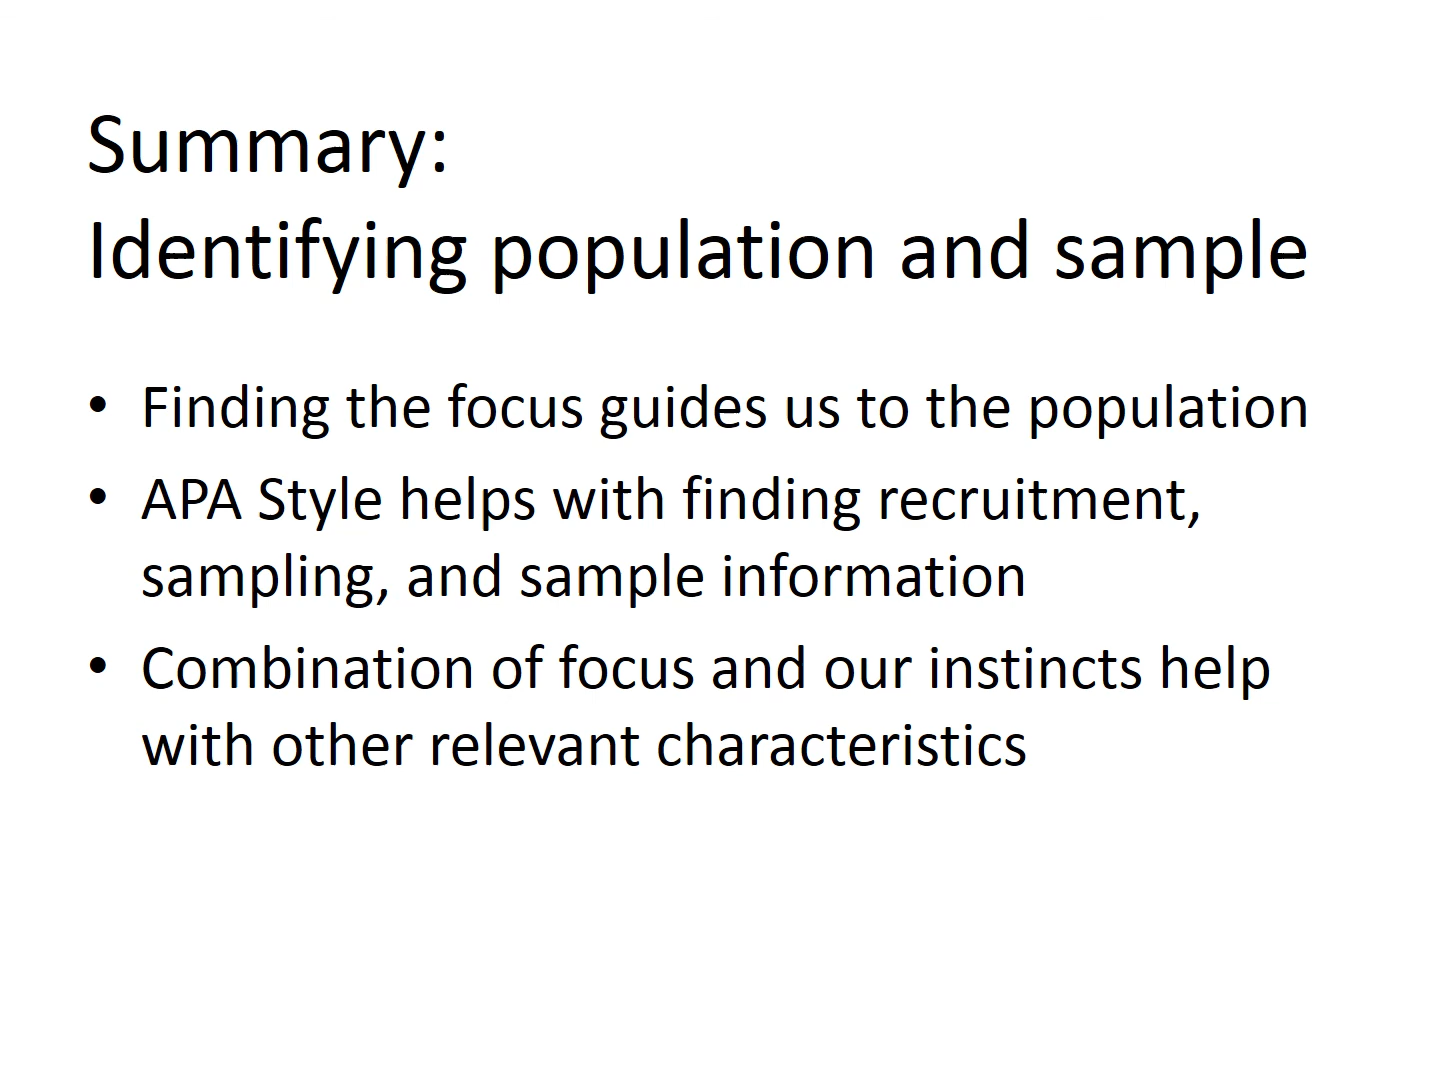 Summary:
Identifying population and sample
• Finding the focus guides us to the population
• APA Style helps with finding recruitment,
sampling, and sample information
• Combination of focus and our instincts help
with other relevant characteristics